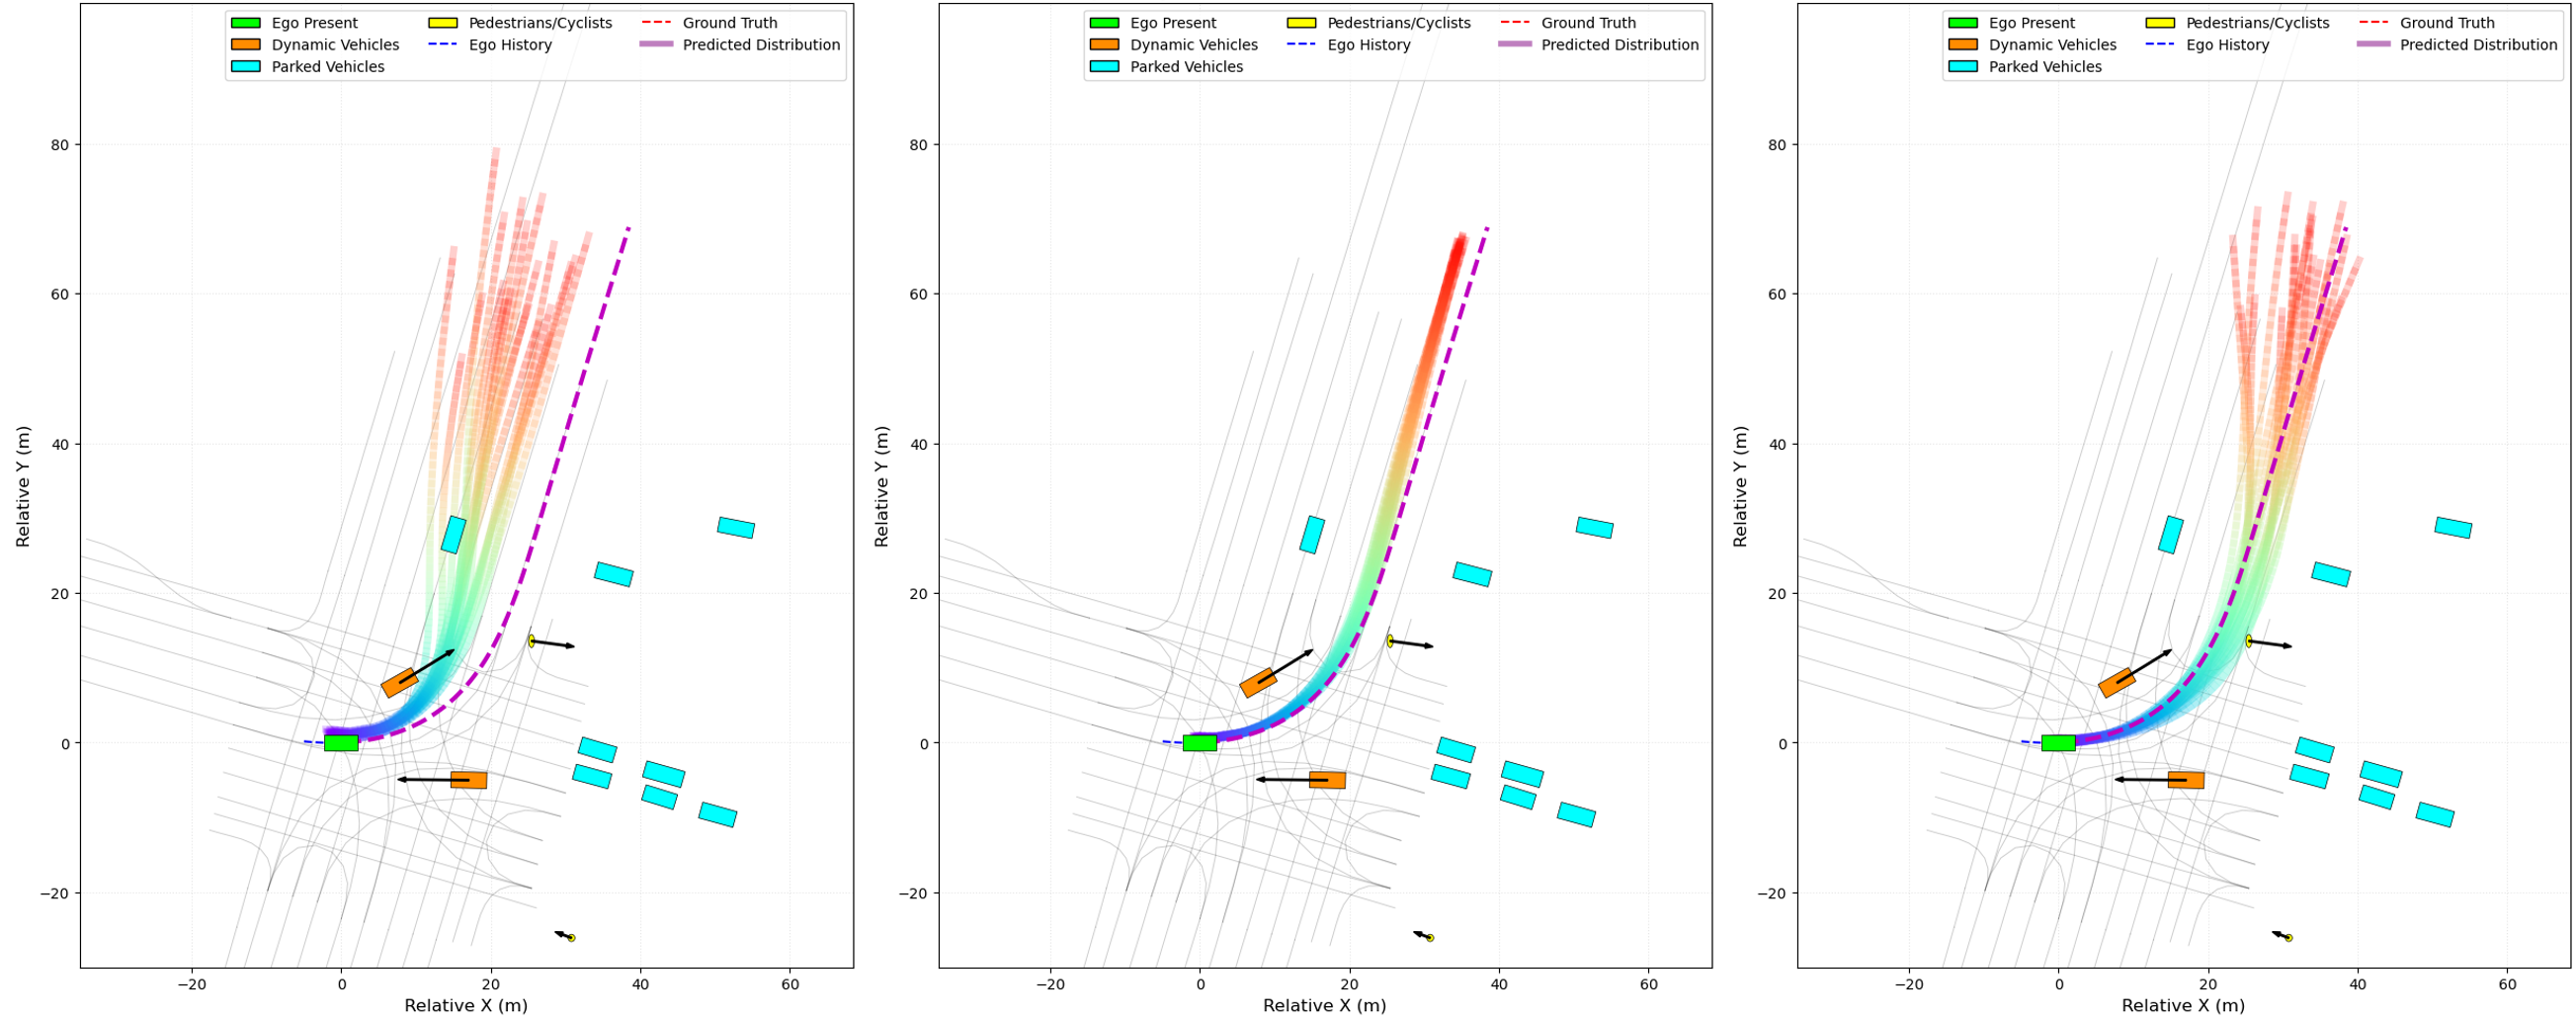 Ego Present
Dynamic Vehicles
Parked Vehicles
Pedestrians/Cyclists
Ego History
Ground Truth
Predicted Distribution
80
60
40
20
0
−20
Relative Y (m)
−20
0
20
40
60
Relative X (m)
Ego Present
Dynamic Vehicles
Parked Vehicles
Pedestrians/Cyclists
Ego History
Ground Truth
Predicted Distribution
80
60
40
20
0
−20
Relative Y (m)
−20
0
20
40
60
Relative X (m)
Ego Present
Dynamic Vehicles
Parked Vehicles
Pedestrians/Cyclists
Ego History
Ground Truth
Predicted Distribution
80
60
40
20
0
−20
Relative Y (m)
−20
0
20
40
60
Relative X (m)